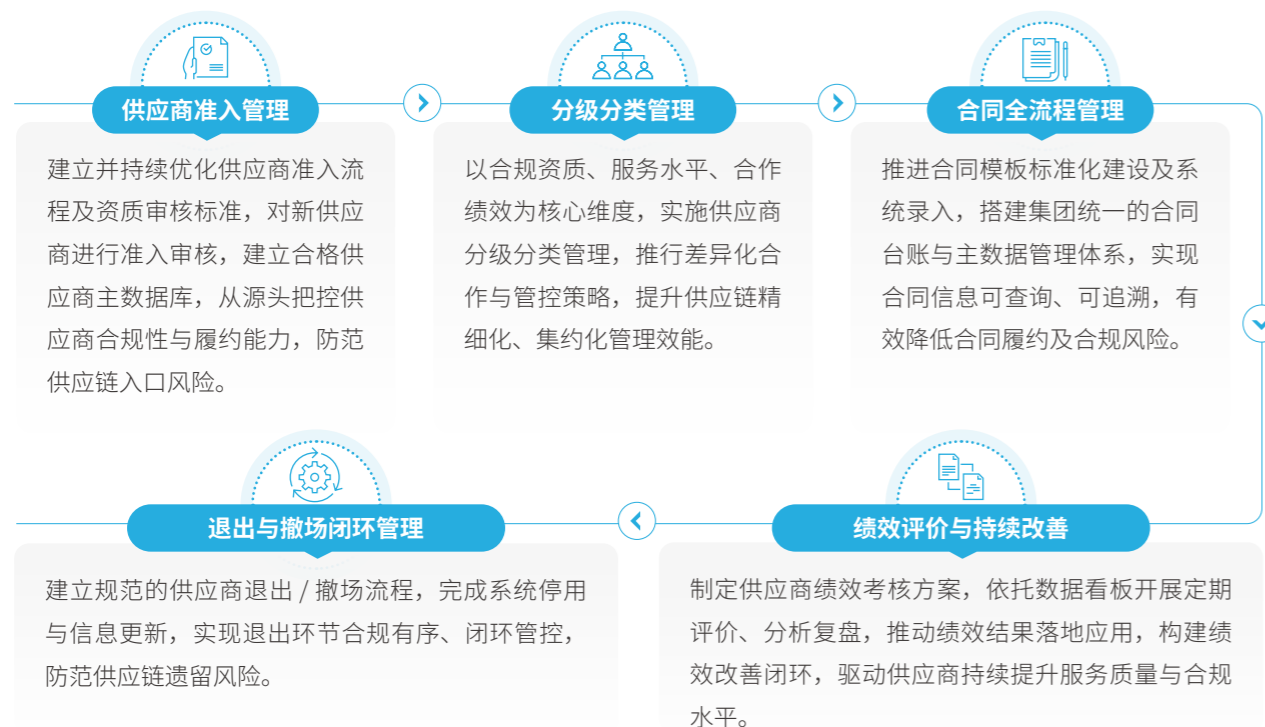 供应商准入管理
建立并持续优化供应商准入流
程及资质审核标准，对新供应
商进行准入审核，建立合格供
应商主数据库，从源头把控供
应商合规性与履约能力，防范
供应链入口风险。
分级分类管理
以合规资质、服务水平、合作
绩效为核心维度，实施供应商
分级分类管理，推行差异化合
作与管控策略，提升供应链精
细化、集约化管理效能。
合同全流程管理
推进合同模板标准化建设及系
统录入，搭建集团统一的合同
台账与主数据管理体系，实现
合同信息可查询、可追溯，有
效降低合同履约及合规风险。
绩效评价与持续改善
制定供应商绩效考核方案，依托数据看板开展定期
评价、分析复盘，推动绩效结果落地应用，构建绩
效改善闭环，驱动供应商持续提升服务质量与合规
水平。
退出与撤场闭环管理
建立规范的供应商退出 / 撤场流程，完成系统停用
与信息更新，实现退出环节合规有序、闭环管控，
防范供应链遗留风险。